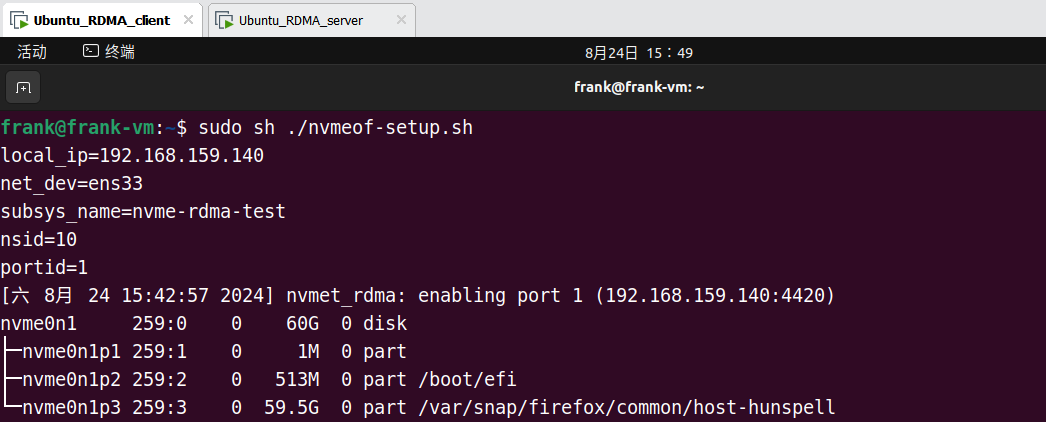 Ubuntu_RDMA_client × Ubuntu_RDMA_server ×
活动 终端 8月24日 15：49
frank@frank-vm: ~
frank@frank-vm:~$ sudo sh ./nvmeof-setup.sh
local_ip=192.168.159.140
net_dev=ens33
subsys_name=nvme-rdma-test
nsid=10
portid=1
[六 8月 24 15:42:57 2024] nvmet_rdma: enabling port 1 (192.168.159.140:4420)
nvme0n1     259:0    0    60G  0 disk
├─nvme0n1p1 259:1    0     1M  0 part
├─nvme0n1p2 259:2    0   513M  0 part /boot/efi
└─nvme0n1p3 259:3    0  59.5G  0 part /var/snap/firefox/common/host-hunspell